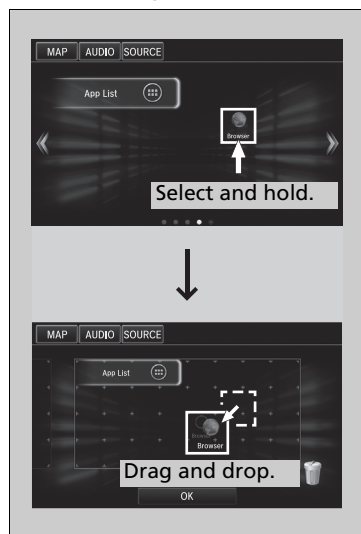 MAP AUDIO SOURCE
App List
Browser
Select and hold.
MAP AUDIO SOURCE
App List
Browser
Browser
Drag and drop.
OK